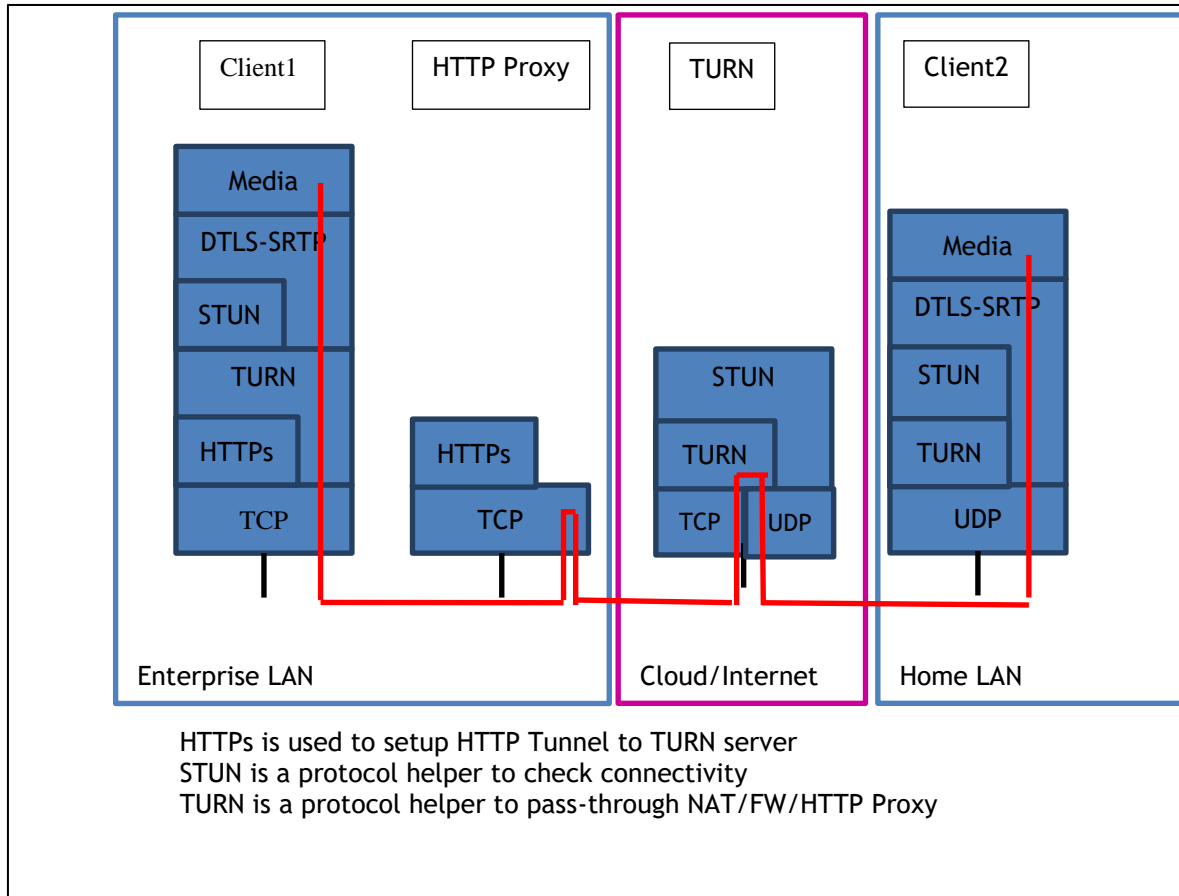 Client1
HTTP Proxy
TURN
Client2
Media
DTLS-SRTP
STUN
TURN
HTTPs
TCP
HTTPs
TCP
STUN
TURN
TCP
UDP
Media
DTLS-SRTP
STUN
TURN
UDP
Enterprise LAN
Cloud/Internet
Home LAN
HTTPs is used to setup HTTP Tunnel to TURN server
STUN is a protocol helper to check connectivity
TURN is a protocol helper to pass-through NAT/FW/HTTP Proxy